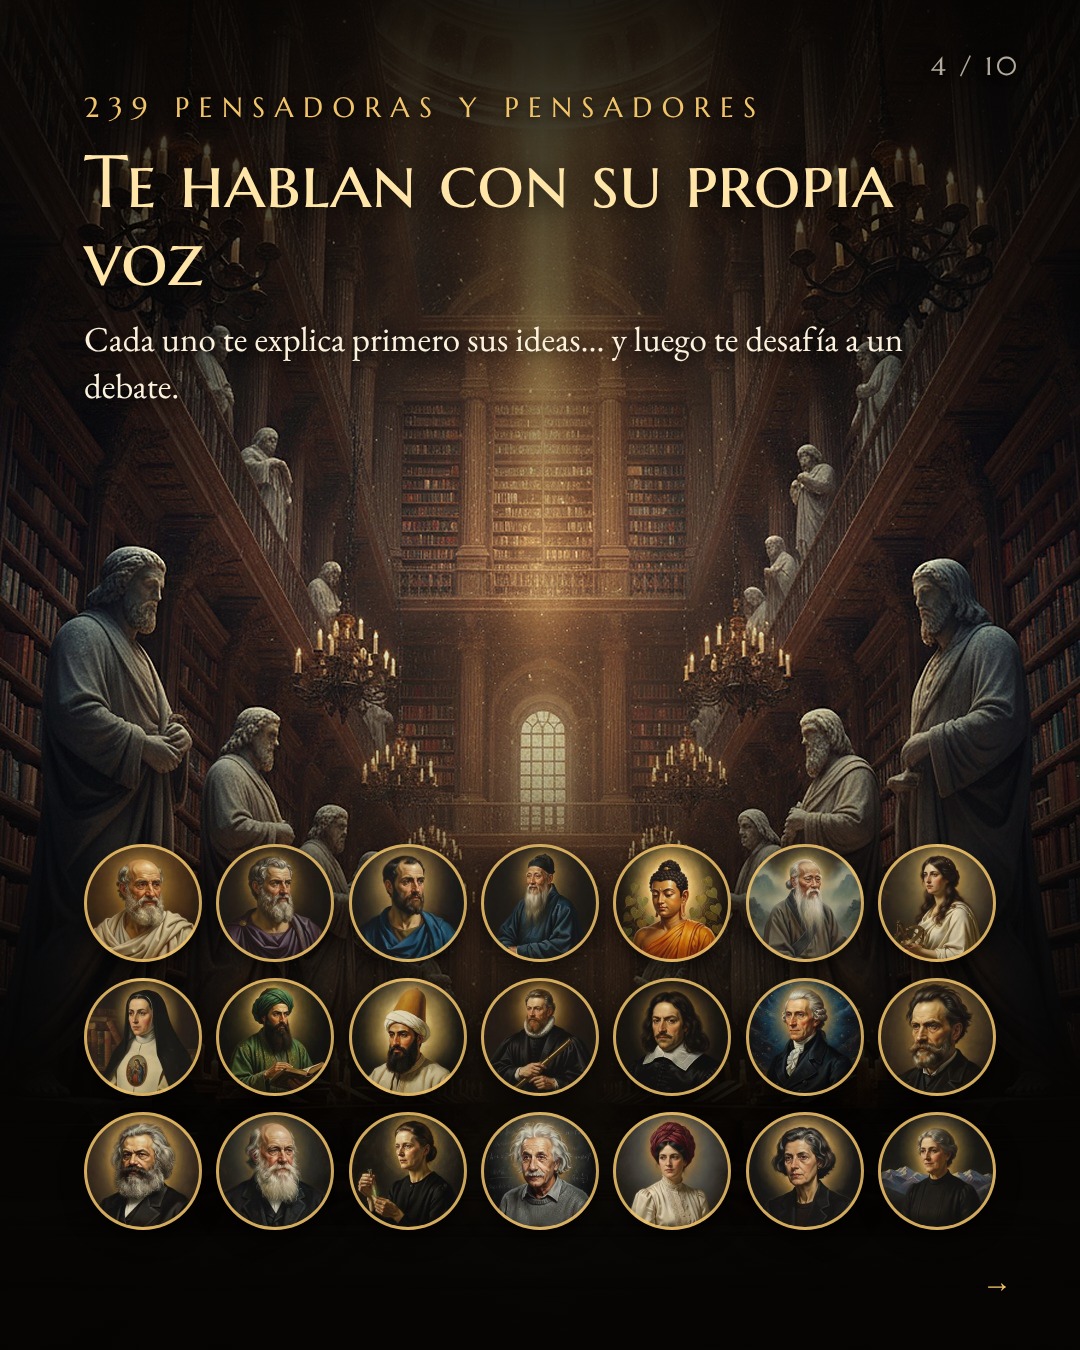 4 / 10
239 PENSADORAS Y PENSADORES
TE HABLAN CON SU PROPIA
VOZ
Cada uno te explica primero sus ideas... y luego te desafía a un
debate.
→